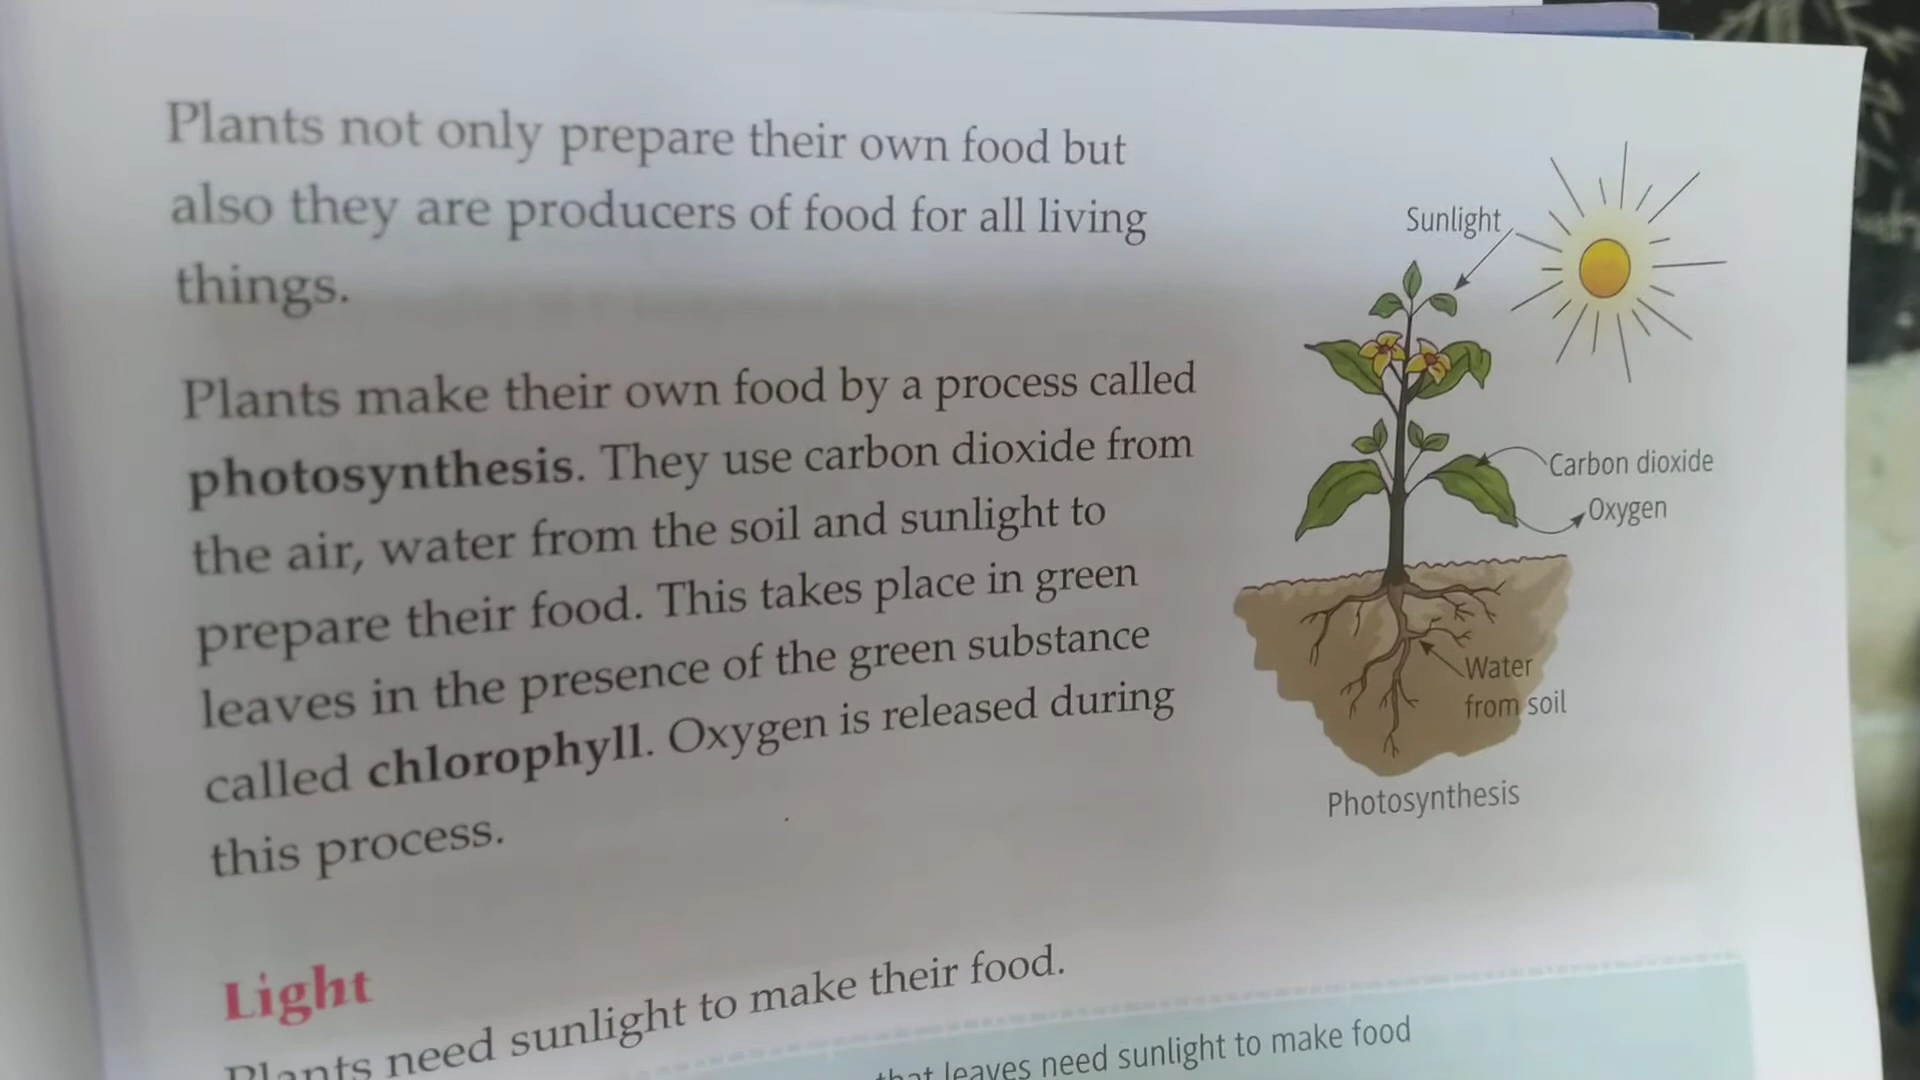 Plants not only prepare their own food but
also they are producers of food for all living
things.
Plants make their own food by a process called
photosynthesis. They use carbon dioxide from
the air, water from the soil and sunlight to
prepare their food. This takes place in green
leaves in the presence of the green substance
called chlorophyll. Oxygen is released during
this process.
Sunlight
Carbon dioxide
Oxygen
Water
from soil
Photosynthesis
Light
Plants need sunlight to make their food.
that leaves need sunlight to make food